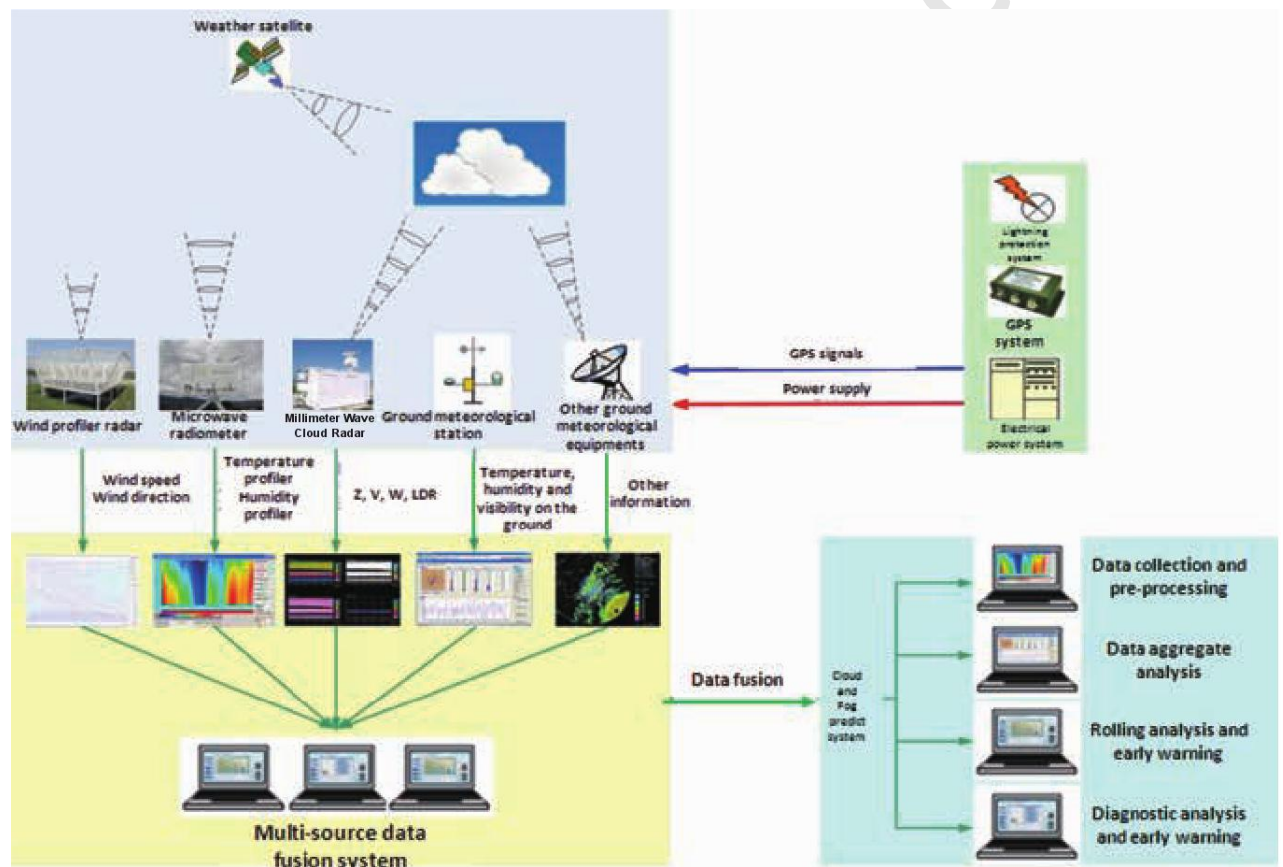 Weather satellite
Lightning
protection
system
GPS
system
Electrical
power system
GPS signals
Power supply
Wind profiler radar
Microwave
radiometer
Millimeter Wave
Cloud Radar
Ground meteorological
station
Other ground
meteorological
equipments
Wind speed
Wind direction
Temperature
profiler
Humidity
profiler
Z, V, W, LDR
Temperature,
humidity and
visibility on the
ground
Other
information
Multi-source data
fusion system
Data fusion
Cloud
and
Fog
predict
system
Data collection and
pre-processing
Data aggregate
analysis
Rolling analysis and
early warning
Diagnostic analysis
and early warning